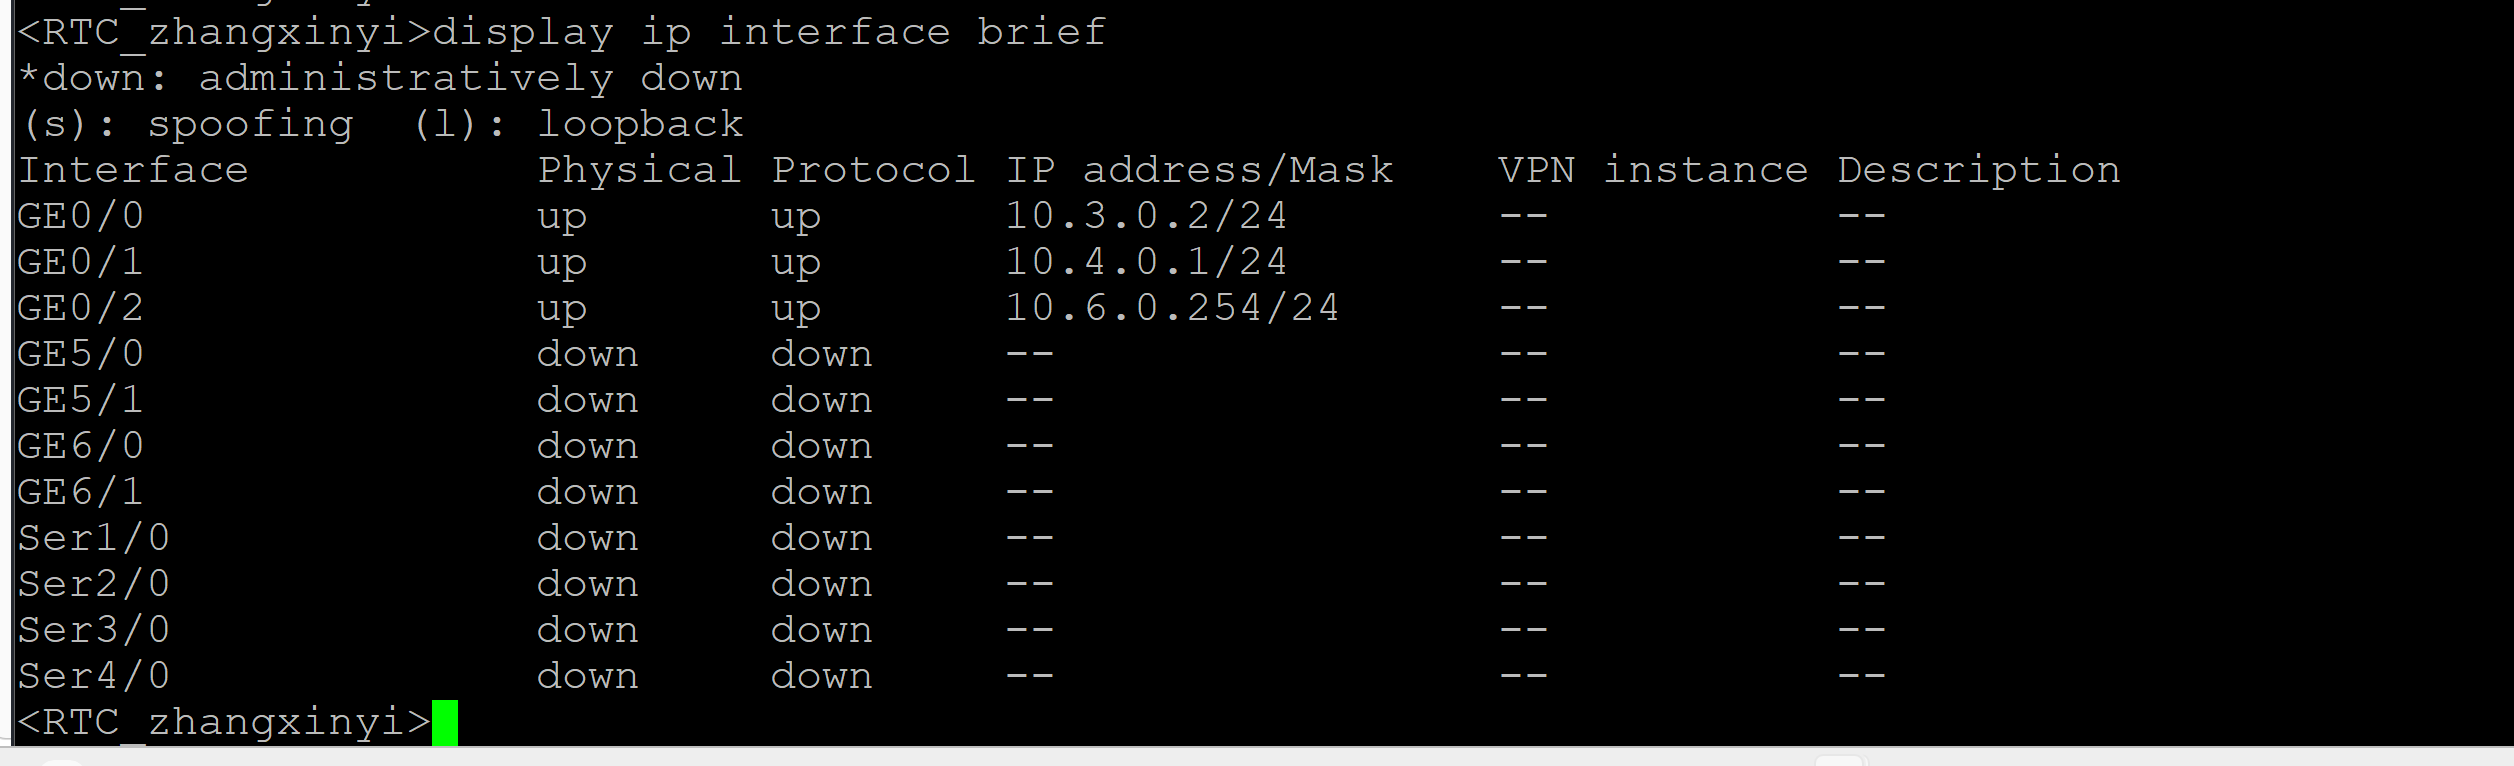 <RTC_zhangxinyi>display ip interface brief
*down: administratively down
(s): spoofing  (l): loopback
Interface Physical Protocol IP address/Mask VPN instance Description
GE0/0 up up 10.3.0.2/24 -- --
GE0/1 up up 10.4.0.1/24 -- --
GE0/2 up up 10.6.0.254/24 -- --
GE5/0 down down -- -- --
GE5/1 down down -- -- --
GE6/0 down down -- -- --
GE6/1 down down -- -- --
Ser1/0 down down -- -- --
Ser2/0 down down -- -- --
Ser3/0 down down -- -- --
Ser4/0 down down -- -- --
<RTC_zhangxinyi>